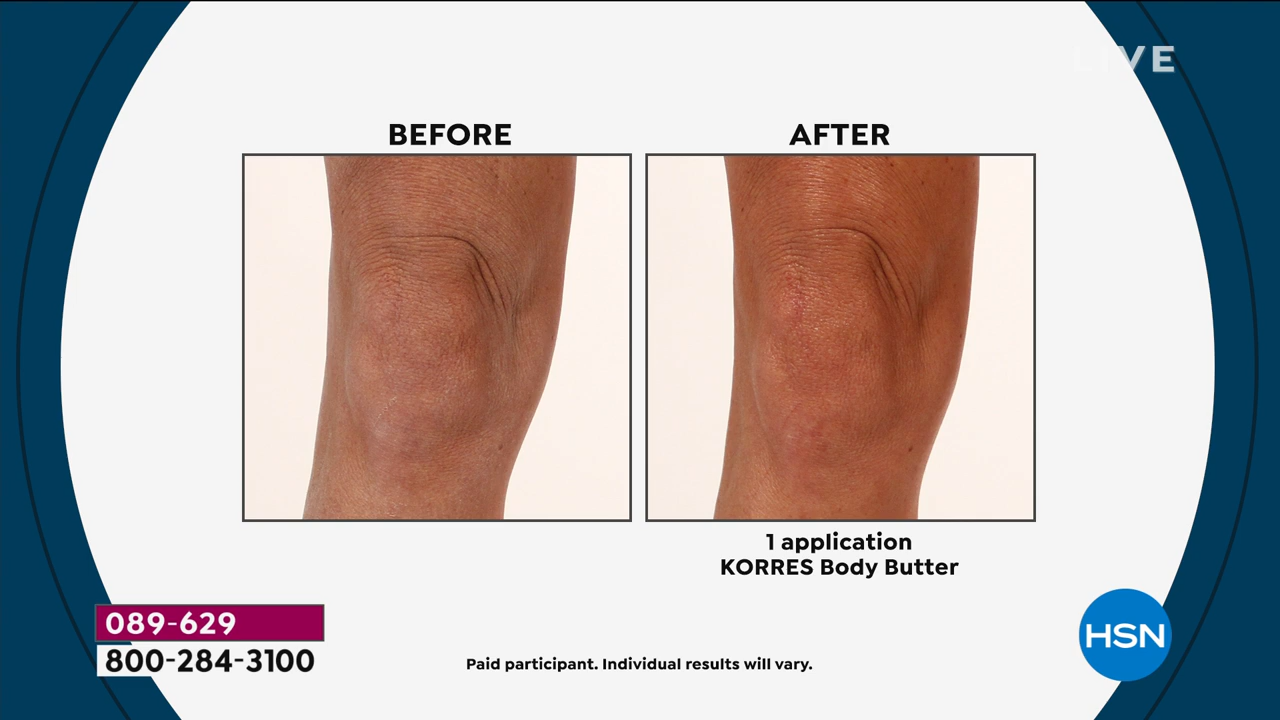 LIVE
BEFORE
AFTER
1 application
KORRES Body Butter
089-629
800-284-3100
Paid participant. Individual results will vary.
HSN